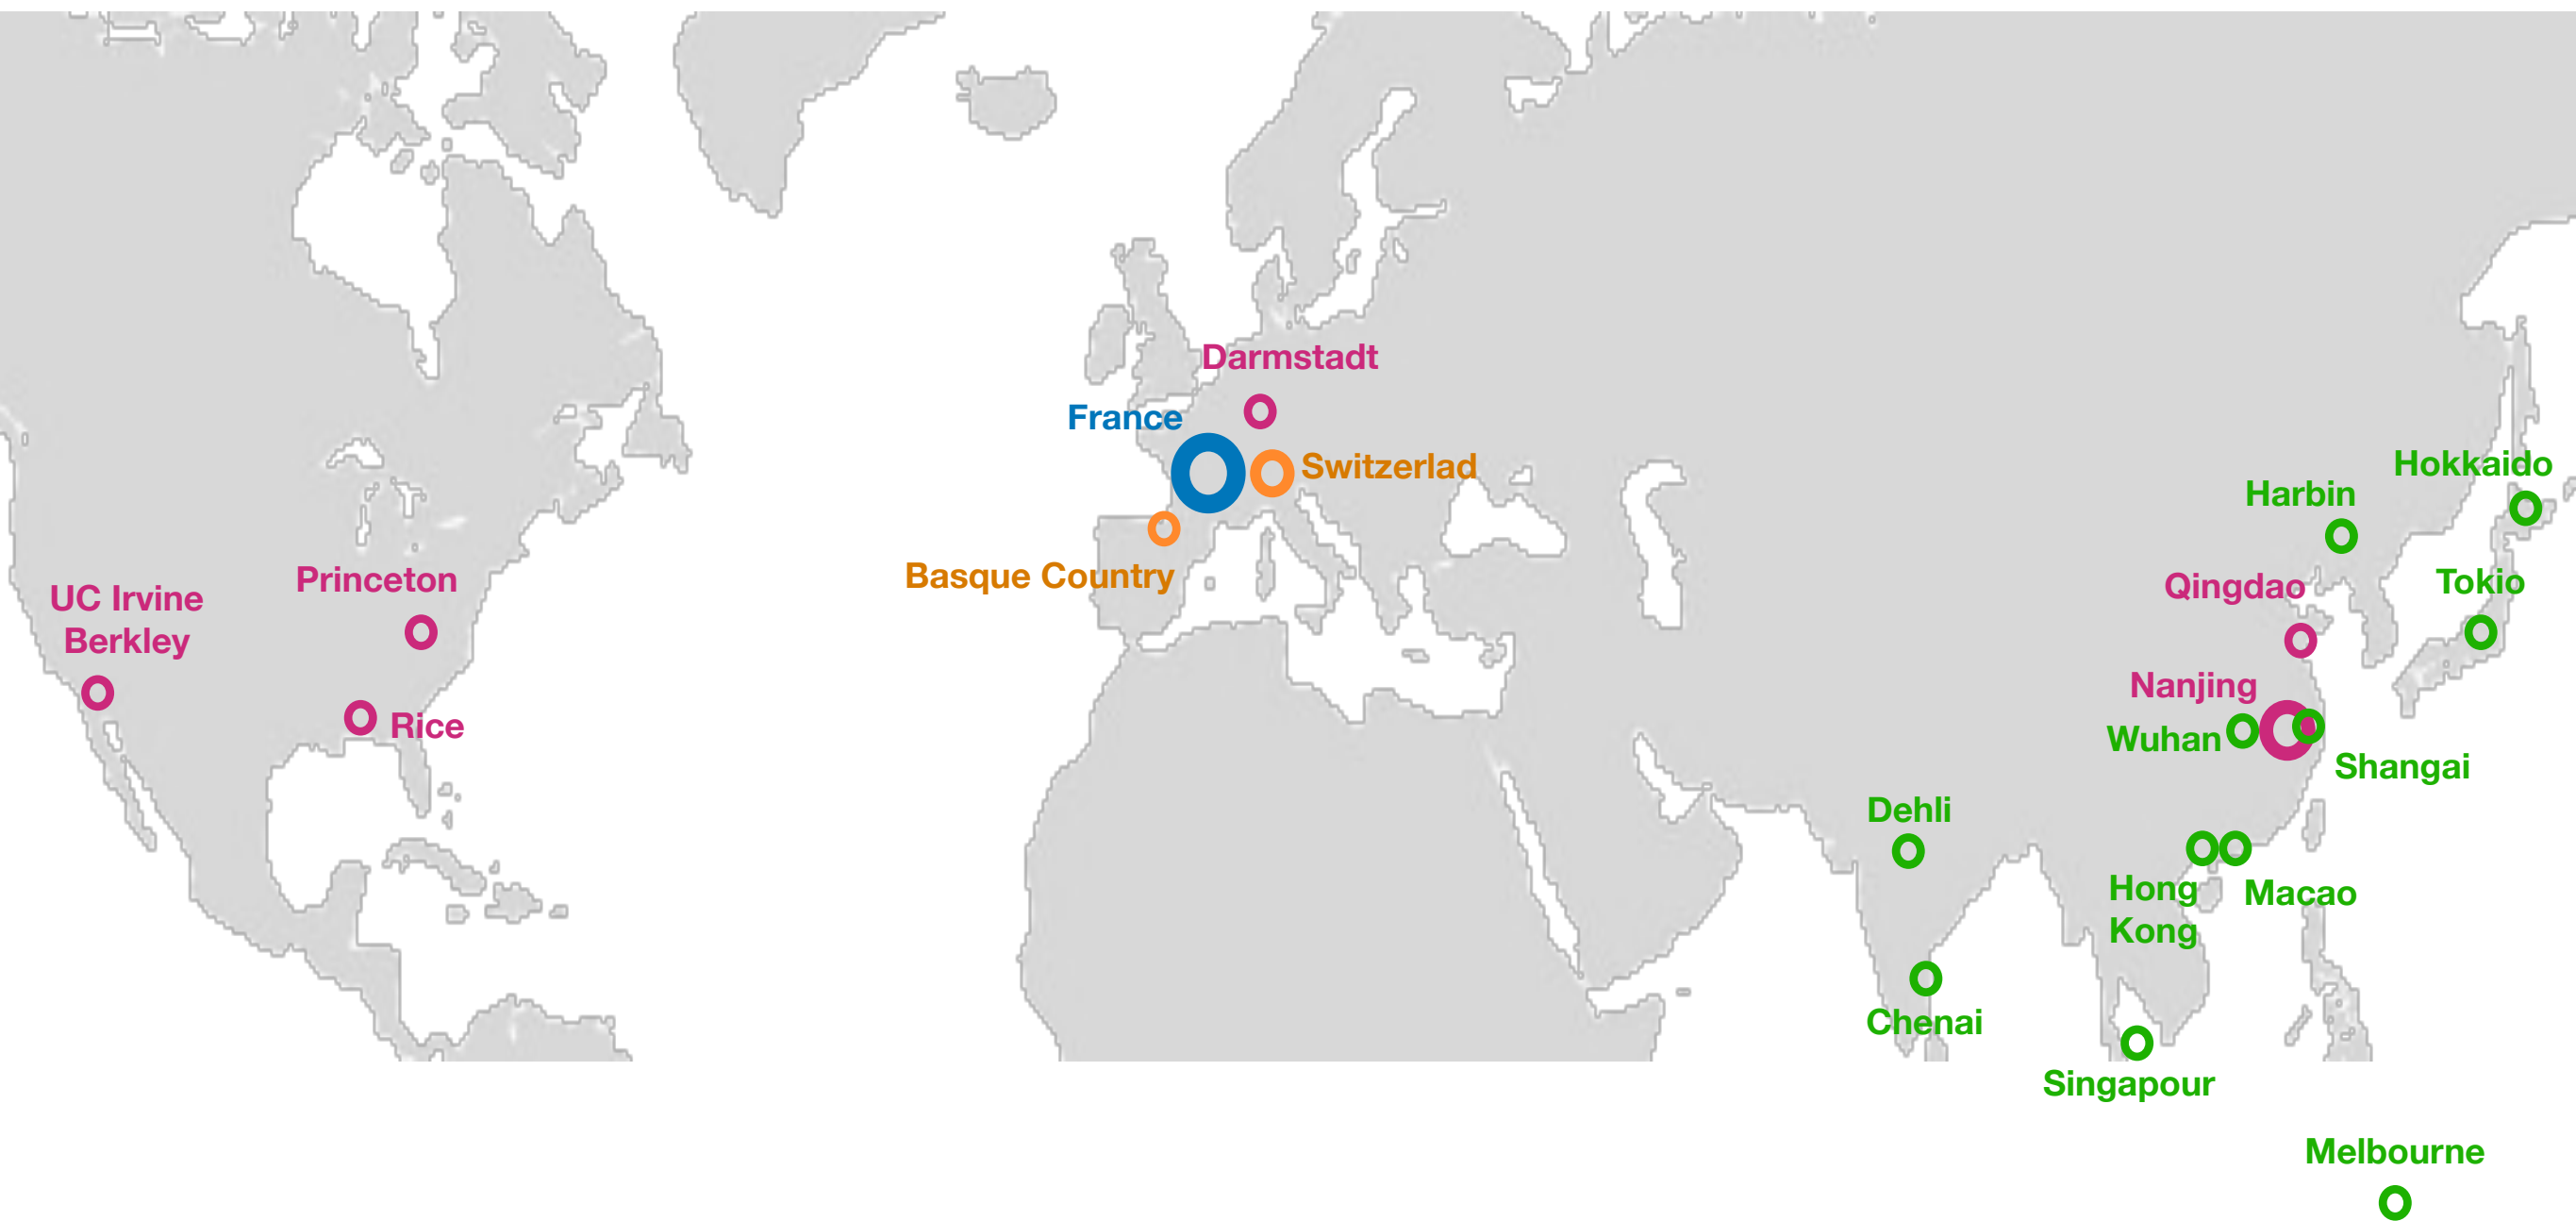 Darmstadt
France
Switzerlad
Basque Country
Princeton
UC Irvine
Berkley
Rice
Hokkaido
Harbin
Tokio
Qingdao
Nanjing
Wuhan
Shangai
Dehli
Hong
Kong
Macao
Chenai
Singapour
Melbourne